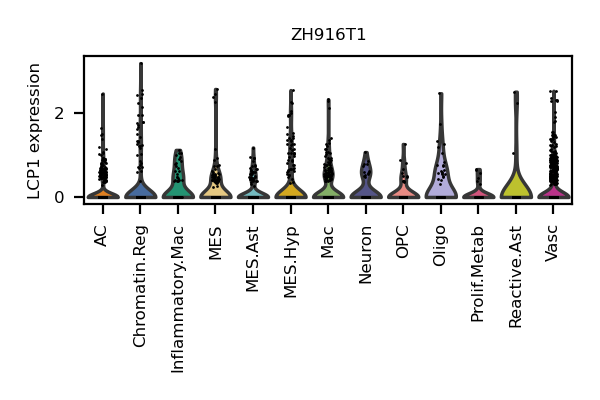 ZH916T1
LCP1 expression
2
0
AC
Chromatin.Reg
Inflammatory.Mac
MES
MES.Ast
MES.Hyp
Mac
Neuron
OPC
Oligo
Prolif.Metab
Reactive.Ast
Vasc